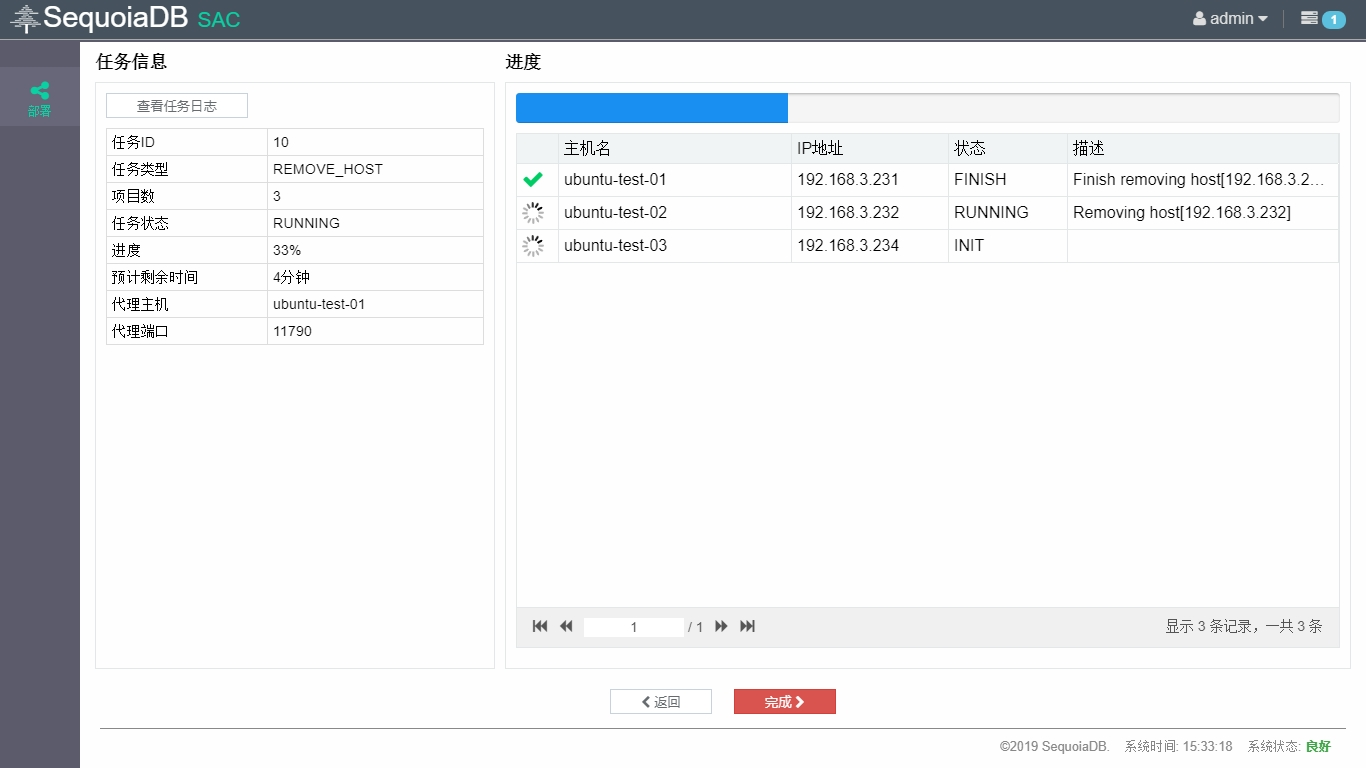 SequoiaDB SAC
admin
1
部署
任务信息
查看任务日志
任务ID 10
任务类型 REMOVE_HOST
项目数 3
任务状态 RUNNING
进度 33%
预计剩余时间 4分钟
代理主机 ubuntu-test-01
代理端口 11790
进度
主机名 IP地址 状态 描述
ubuntu-test-01 192.168.3.231 FINISH Finish removing host[192.168.3.2…
ubuntu-test-02 192.168.3.232 RUNNING Removing host[192.168.3.232]
ubuntu-test-03 192.168.3.234 INIT
1 / 1 显示 3 条记录，一共 3 条
返回 完成
©2019 SequoiaDB. 系统时间: 15:33:18 系统状态: 良好